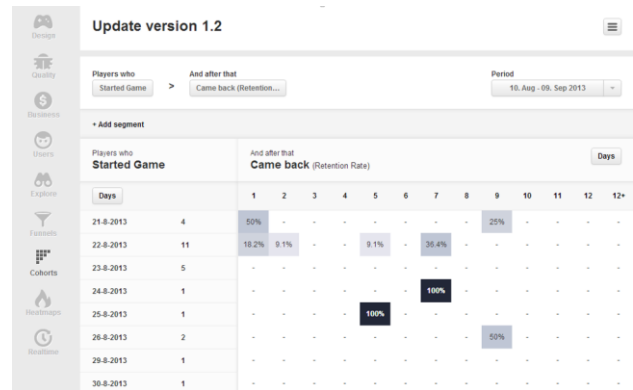 Update version 1.2
Design
Quality
Business
Users
Explore
Funnels
Cohorts
Heatmaps
Realtime
Players who And after that Period
Started Game > Came back (Retention... 10. Aug - 09. Sep 2013
+ Add segment
Players who And after that
Started Game Came back (Retention Rate) Days
Days 1 2 3 4 5 6 7 8 9 10 11 12 12+
21-8-2013 4 50% - - - - - - - 25% - - - -
22-8-2013 11 18.2% 9.1% - - 9.1% - 36.4% - - - - - -
23-8-2013 5 - - - - - - - - - - - - -
24-8-2013 1 - - - - - - 100% - - - - - -
25-8-2013 1 - - - - 100% - - - - - - - -
26-8-2013 2 - - - - - - - - 50% - - - -
29-8-2013 1 - - - - - - - - - - - - -
30-8-2013 1 - - - - - - - - - - - - -